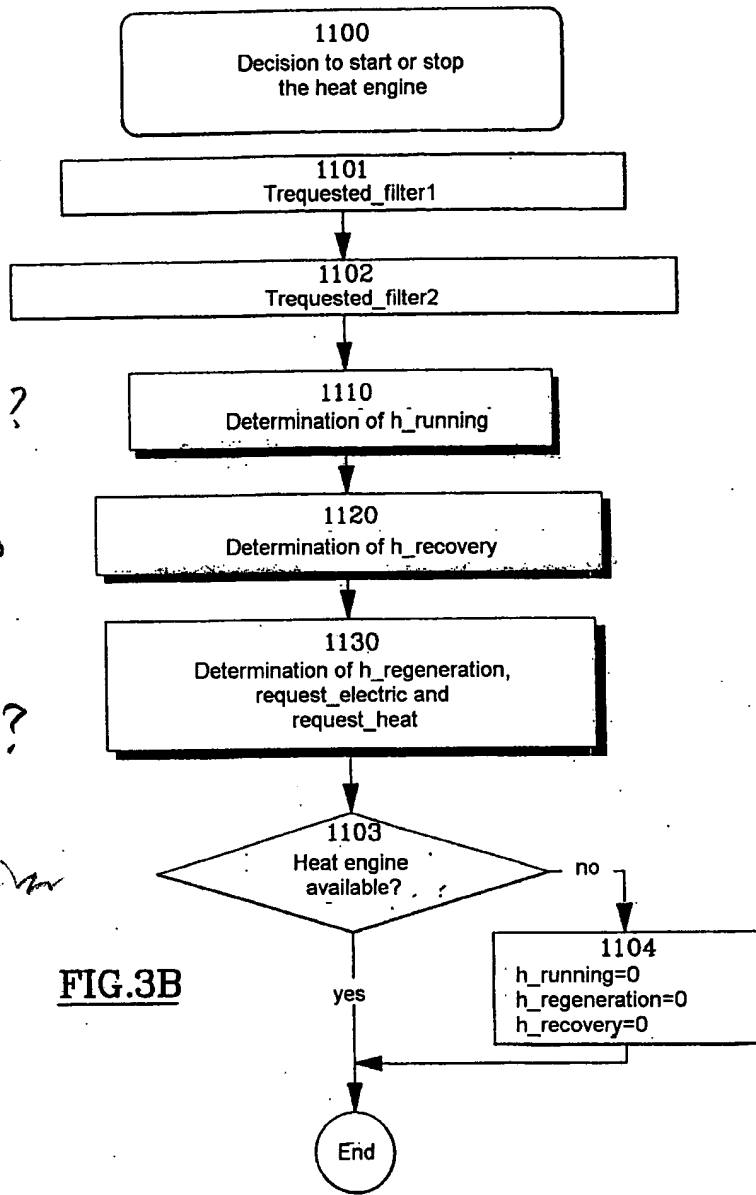 1100
Decision to start or stop
the heat engine
1101
Trequested_filter1
1102
Trequested_filter2
?
1110
Determination of h_running
1120
Determination of h_recovery
1130
Determination of h_regeneration,
request_electric and
request_heat
?
1103
Heat engine
available?
no
1104
h_running=0
h_regeneration=0
h_recovery=0
FIG.3B
yes
End